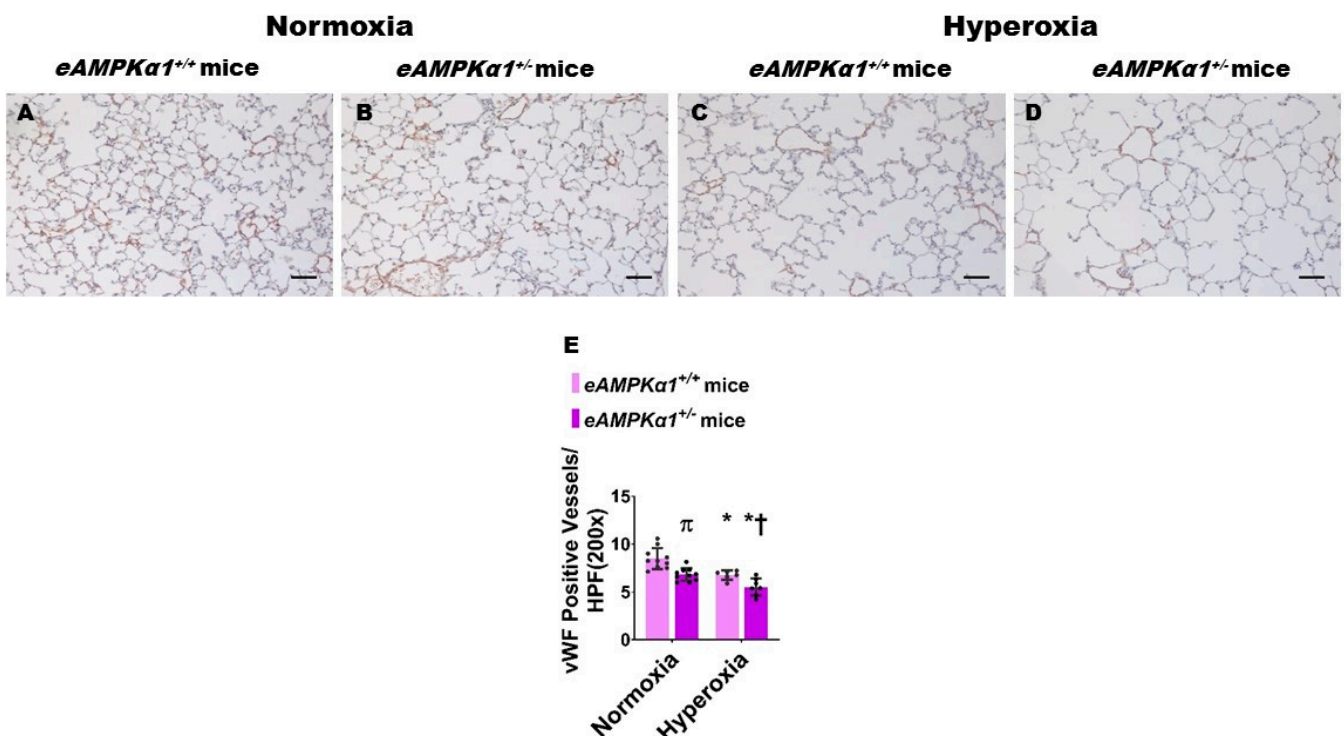 Normoxia Hyperoxia
eAMPKα1+/+ mice eAMPKα1+/- mice eAMPKα1+/+ mice eAMPKα1+/- mice
A B C D
E
eAMPKα1+/+ mice
eAMPKα1+/- mice
vWF Positive Vessels/
HPF(200x)
15
10
5
0
π * *†
Normoxia
Hyperoxia